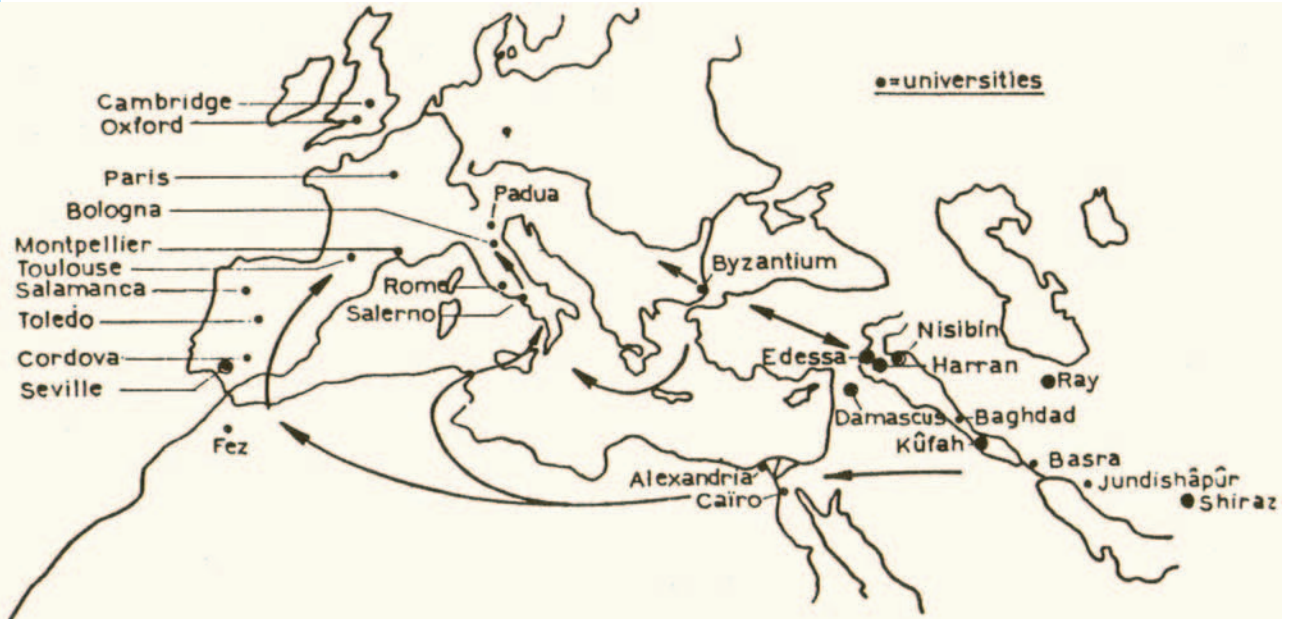 •=universities
Cambridge
Oxford
Paris
Padua
Bologna
Montpellier
Toulouse
Salamanca
Toledo
Cordova
Seville
Rome
Salerno
Byzantium
Nisibin
Edessa
Harran
Ray
Damascus
Baghdad
Kûfah
Fez
Basra
Alexandria
Jundishâpûr
Caïro
Shiraz